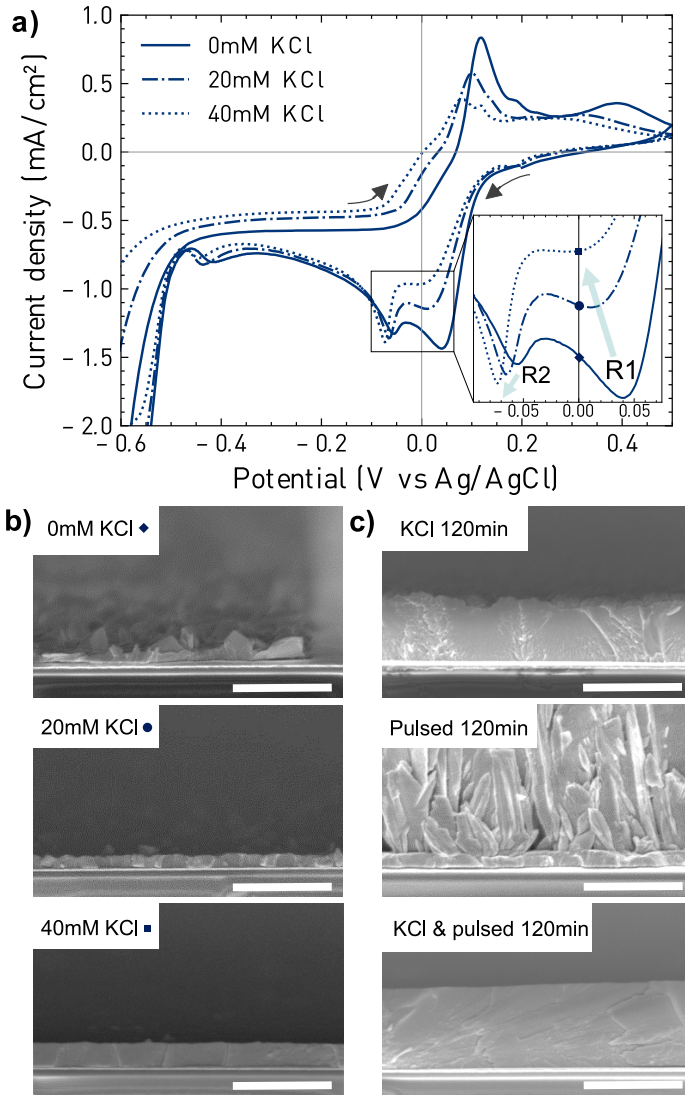 a)
1.0
0.5
0.0
− 0.5
− 1.0
− 1.5
− 2.0
Current density (mA/cm²)
0mM KCl
20mM KCl
40mM KCl
R2
R1
− 0.05
0.00
0.05
− 0.6
− 0.4
− 0.2
0.0
0.2
0.4
Potential (V vs Ag/AgCl)
b)
0mM KCl
20mM KCl
40mM KCl
c)
KCl 120min
Pulsed 120min
KCl & pulsed 120min